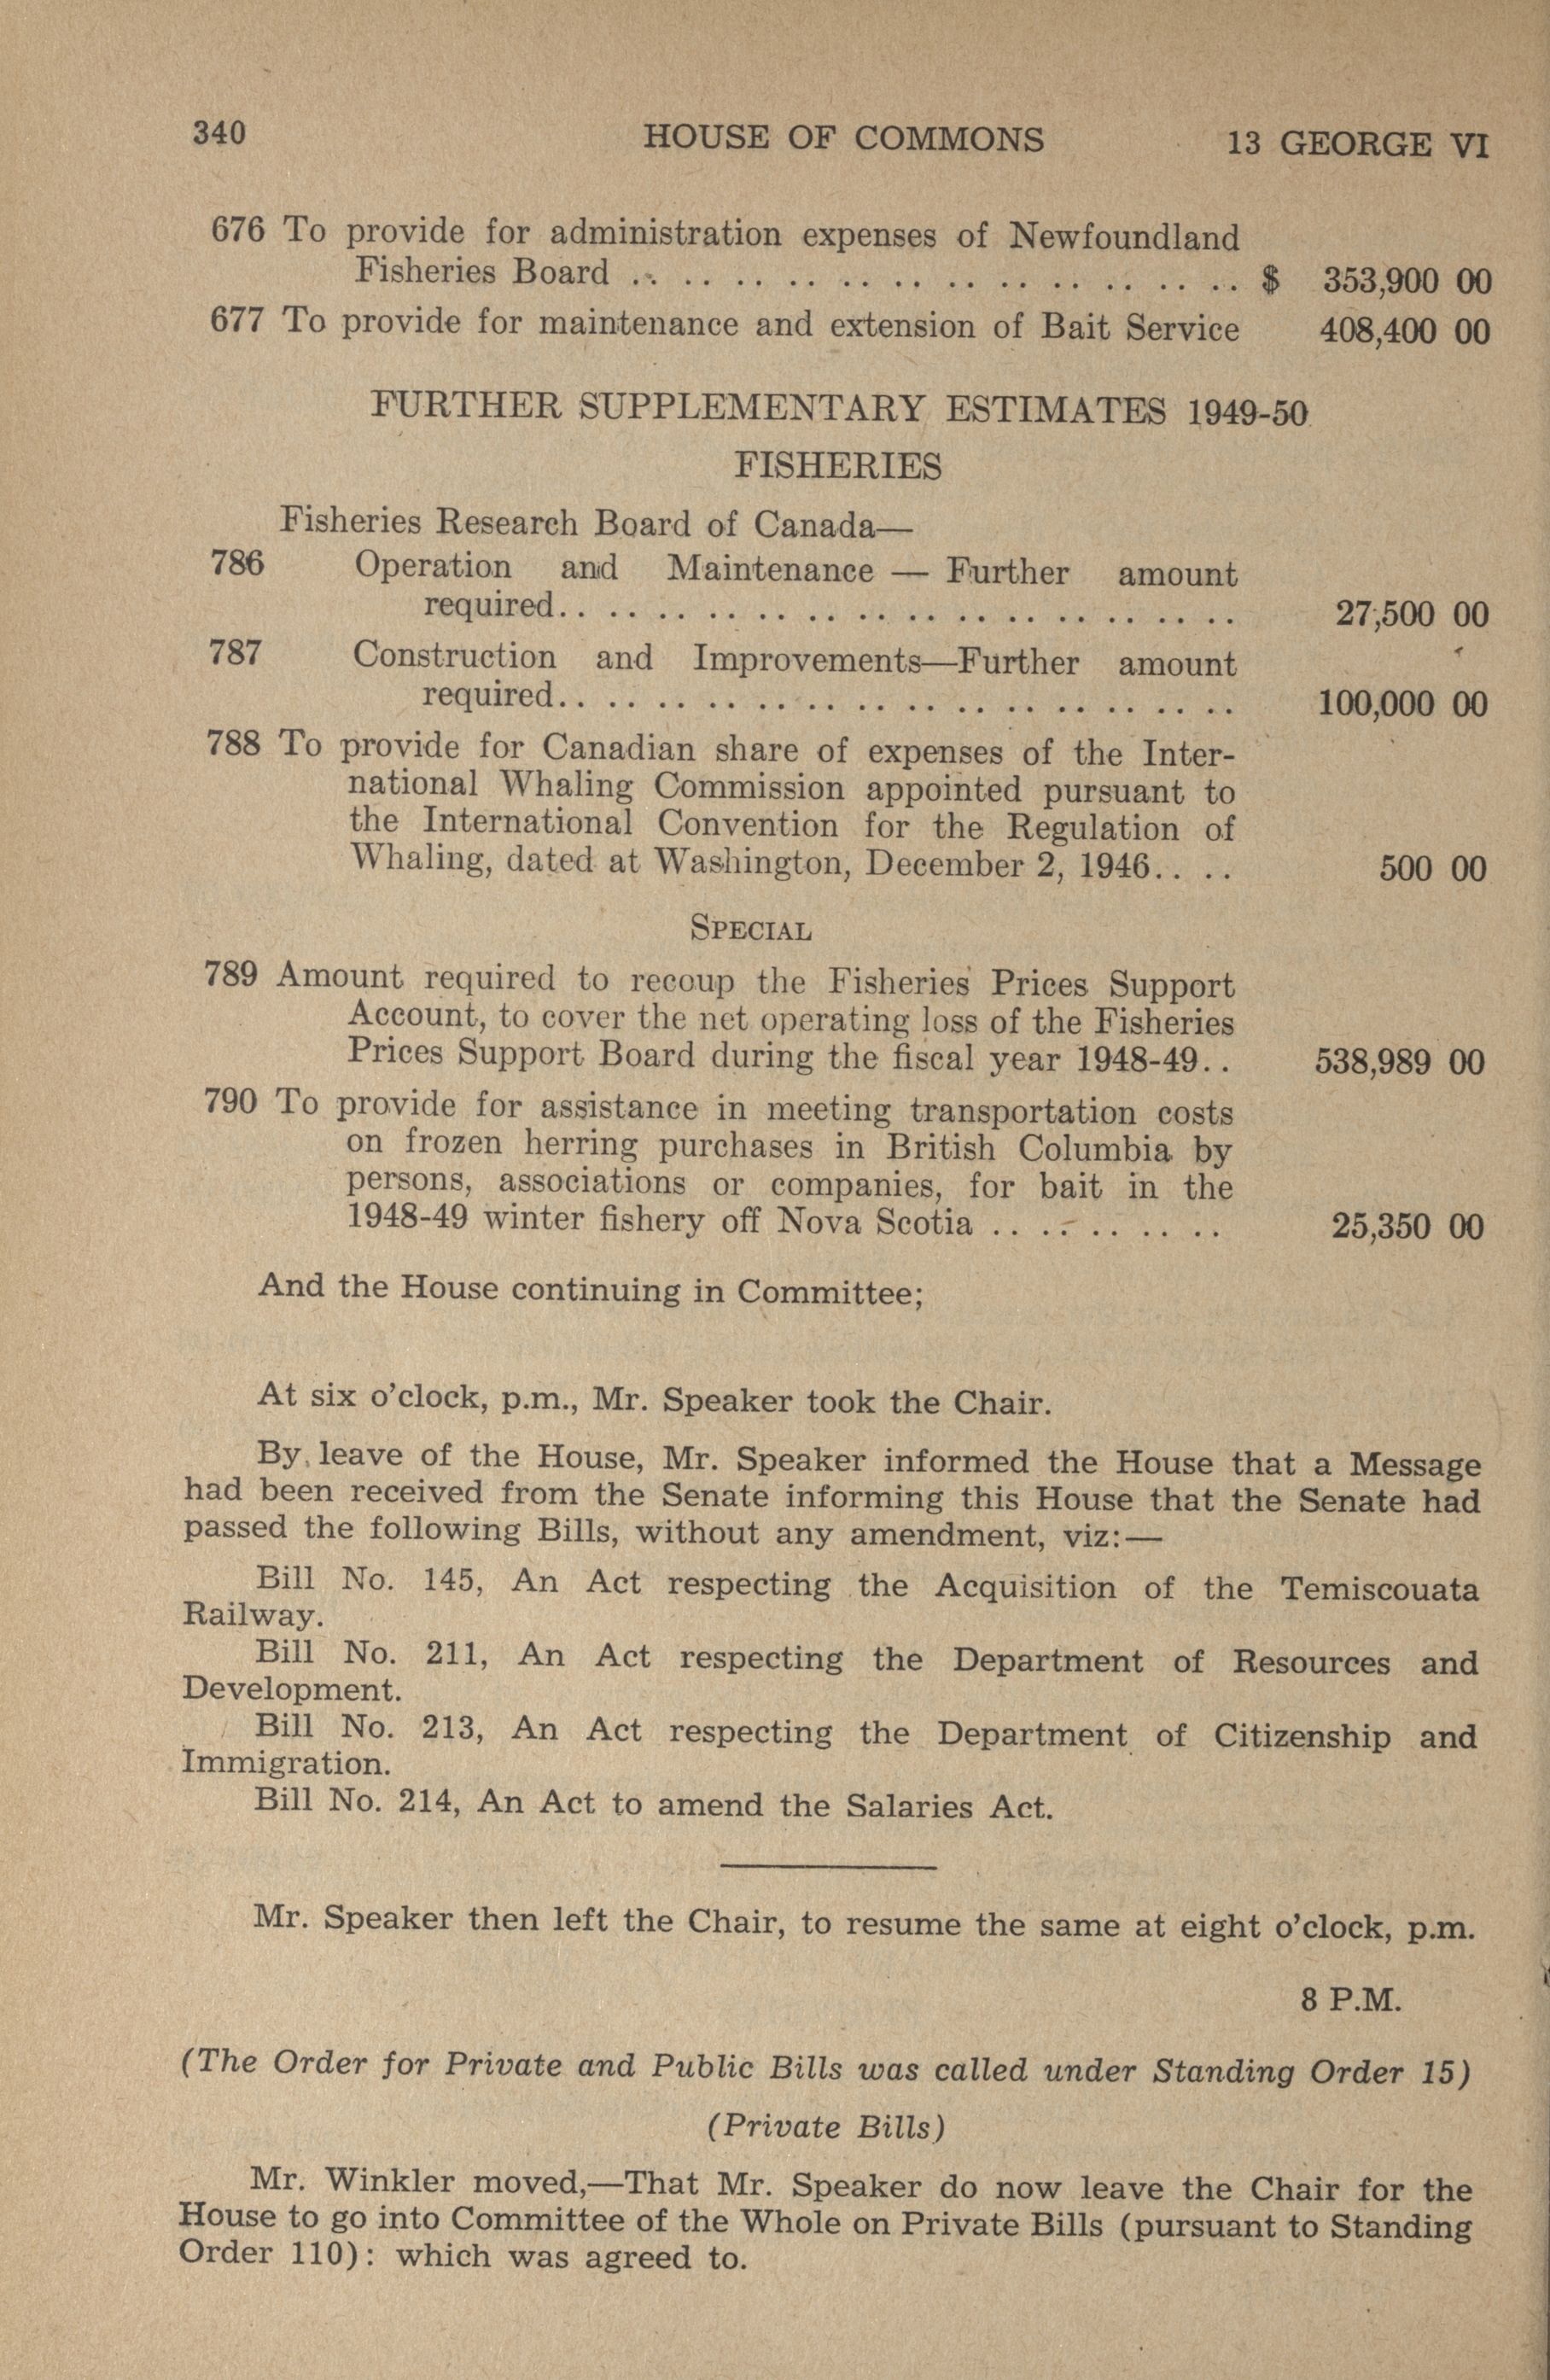 340 HOUSE OF COMMONS 13 GEORGE VI
676 To provide for administration expenses of Newfoundland
Fisheries Board .. .. .. .. .. .. .. .. .. .. .. .. $ 353,900 00
677 To provide for maintenance and extension of Bait Service 408,400 00
FURTHER SUPPLEMENTARY ESTIMATES 1949-50
FISHERIES
Fisheries Research Board of Canada—
786 Operation and Maintenance — Further amount
required.. .. .. .. .. .. .. .. .. .. .. .. .. .. 27,500 00
787 Construction and Improvements—Further amount
required.. .. .. .. .. .. .. .. .. .. .. .. .. .. 100,000 00
788 To provide for Canadian share of expenses of the Inter-
national Whaling Commission appointed pursuant to
the International Convention for the Regulation of
Whaling, dated at Washington, December 2, 1946.. .. 500 00
SPECIAL
789 Amount required to recoup the Fisheries Prices Support
Account, to cover the net operating loss of the Fisheries
Prices Support Board during the fiscal year 1948-49.. 538,989 00
790 To provide for assistance in meeting transportation costs
on frozen herring purchases in British Columbia by
persons, associations or companies, for bait in the
1948-49 winter fishery off Nova Scotia .. .. .. .. .. 25,350 00
And the House continuing in Committee;
At six o'clock, p.m., Mr. Speaker took the Chair.
By leave of the House, Mr. Speaker informed the House that a Message
had been received from the Senate informing this House that the Senate had
passed the following Bills, without any amendment, viz:—
Bill No. 145, An Act respecting the Acquisition of the Temiscouata
Railway.
Bill No. 211, An Act respecting the Department of Resources and
Development.
Bill No. 213, An Act respecting the Department of Citizenship and
Immigration.
Bill No. 214, An Act to amend the Salaries Act.
Mr. Speaker then left the Chair, to resume the same at eight o'clock, p.m.
8 P.M.
(The Order for Private and Public Bills was called under Standing Order 15)
(Private Bills)
Mr. Winkler moved,—That Mr. Speaker do now leave the Chair for the
House to go into Committee of the Whole on Private Bills (pursuant to Standing
Order 110): which was agreed to.